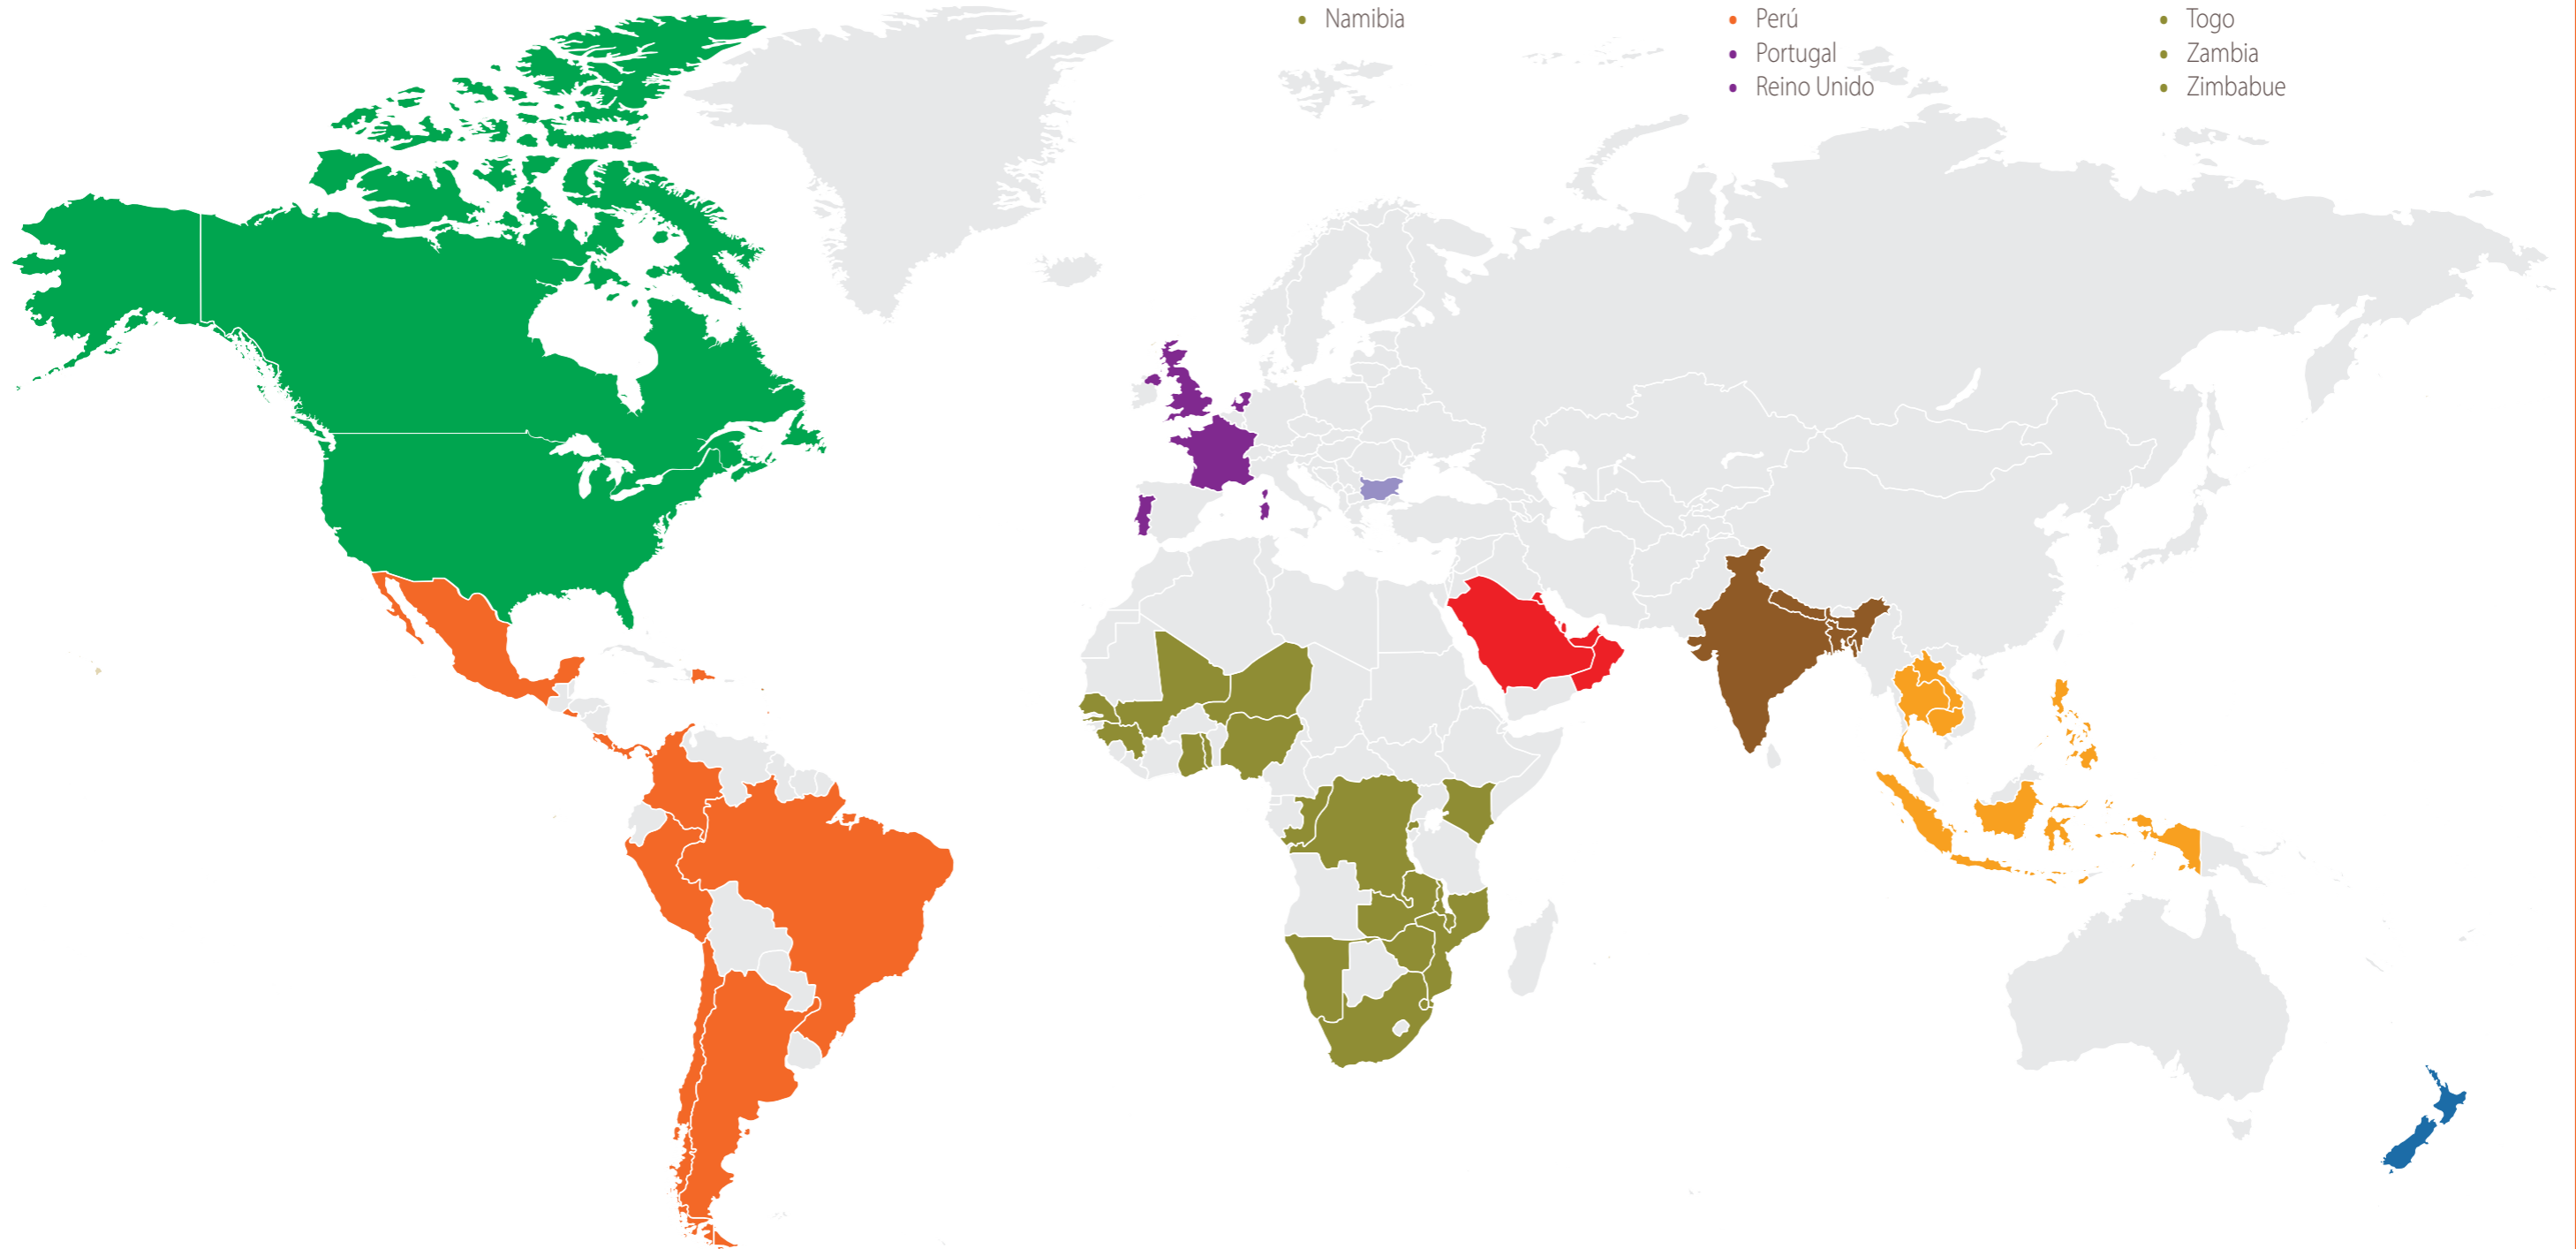 Namibia
Perú
Portugal
Reino Unido
Togo
Zambia
Zimbabue